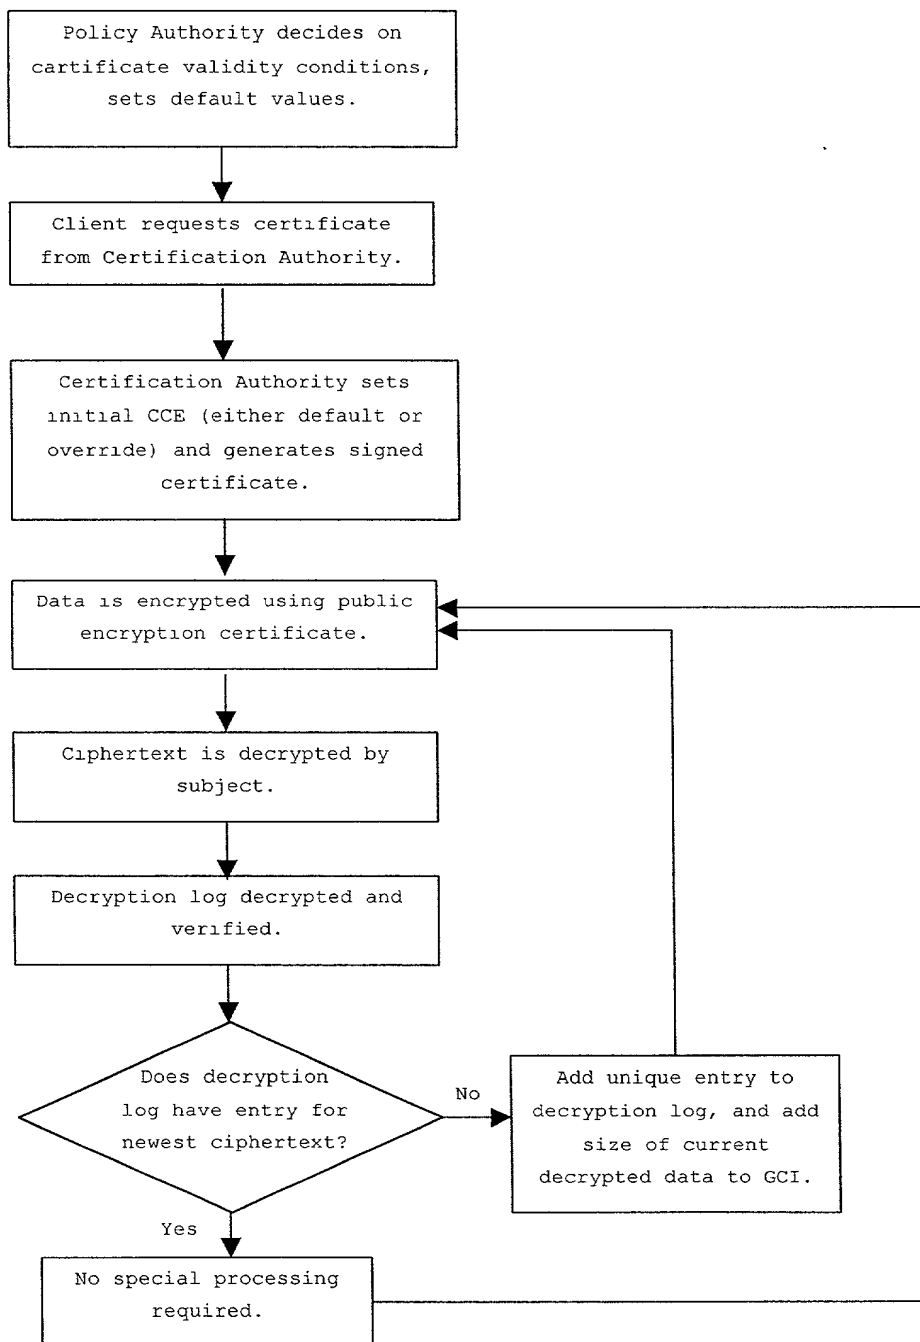 Policy Authority decides on
cartificate validity conditions,
sets default values.
Client requests certificate
from Certification Authority.
Certification Authority sets
initial CCE (either default or
override) and generates signed
certificate.
Data is encrypted using public
encryption certificate.
Ciphertext is decrypted by
subject.
Decryption log decrypted and
verified.
Does decryption
log have entry for
newest ciphertext?
No
Add unique entry to
decryption log, and add
size of current
decrypted data to GCI.
Yes
No special processing
required.